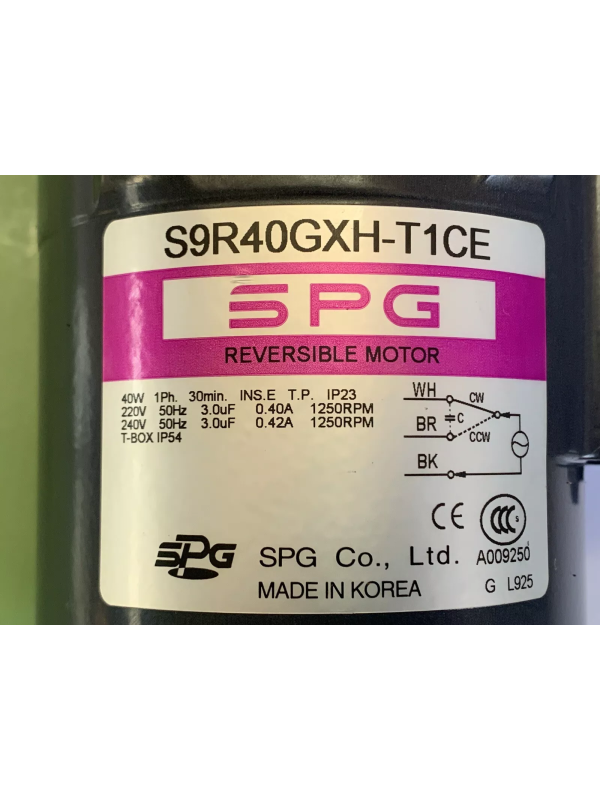 S9R40GXH-T1CE
SPG
REVERSIBLE MOTOR
40W 1Ph. 30min. INS.E T.P. IP23
220V 50Hz 3.0uF 0.40A 1250RPM
240V 50Hz 3.0uF 0.42A 1250RPM
T-BOX IP54
WH CW
C
BR CCW
BK
CE CCC S
SPG SPG Co., Ltd. A009250
MADE IN KOREA G L925